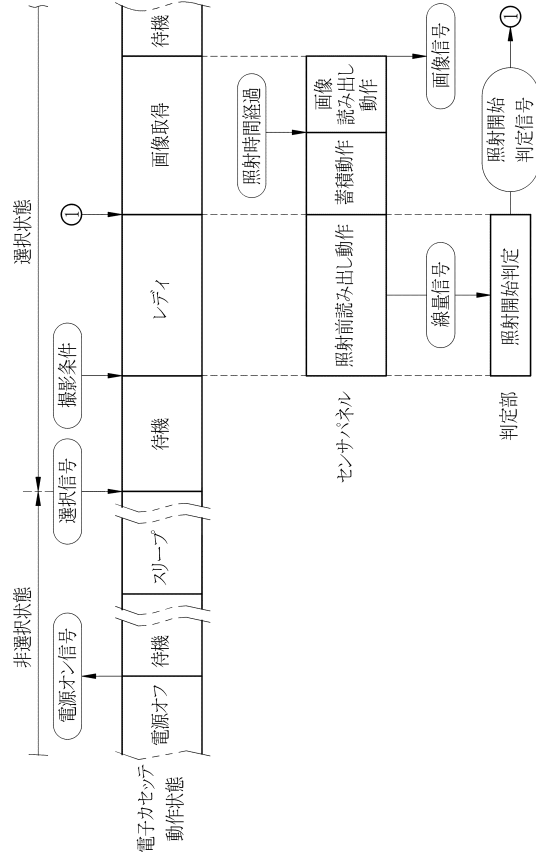 非選択状態
選択状態
電源オン信号
選択信号
撮影条件
①
電子カセッテ
動作状態
電源オフ
待機
スリープ
待機
レディ
画像取得
待機
照射時間経過
センサパネル
照射前読み出し動作
蓄積動作
画像
読み出し
動作
線量信号
画像信号
判定部
照射開始判定
照射開始
判定信号
①